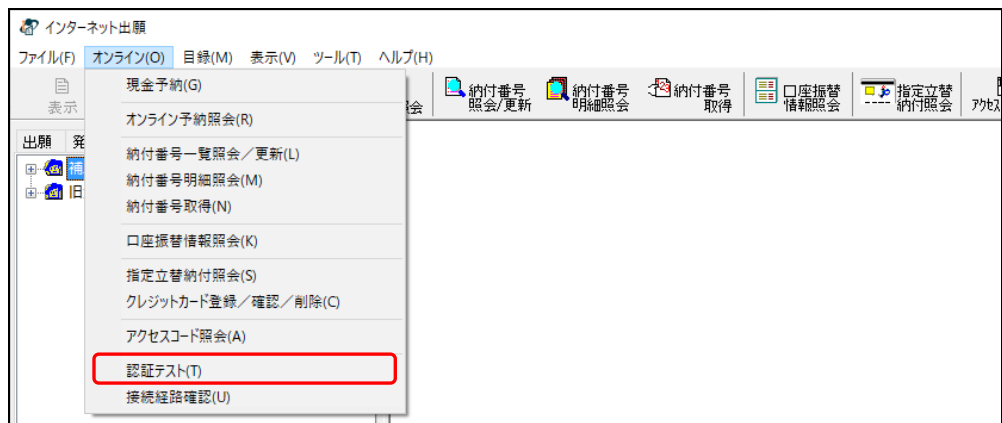 インターネット出願
ファイル(F) オンライン(O) 目録(M) 表示(V) ツール(T) ヘルプ(H)
表示
会
納付番号
照会/更新
納付番号
明細照会
納付番号
取得
口座振替
情報照会
指定立替
納付照会
アクセ
出願 発
補
旧
現金予納(G)
オンライン予納照会(R)
納付番号一覧照会／更新(L)
納付番号明細照会(M)
納付番号取得(N)
口座振替情報照会(K)
指定立替納付照会(S)
クレジットカード登録／確認／削除(C)
アクセスコード照会(A)
認証テスト(T)
接続経路確認(U)